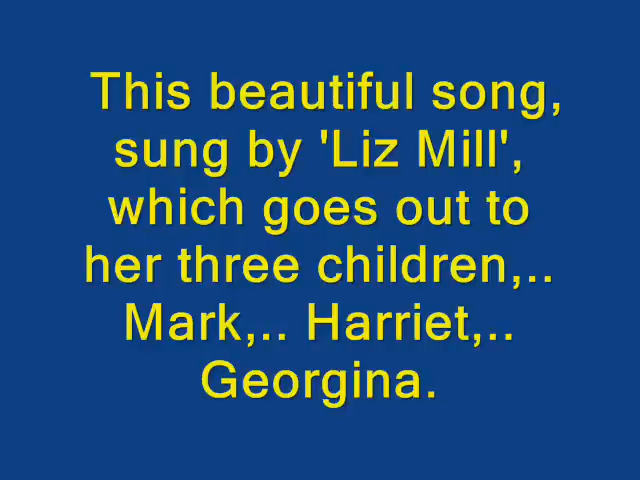 This beautiful song,
sung by 'Liz Mill',
which goes out to
her three children,..
Mark,.. Harriet,..
Georgina.